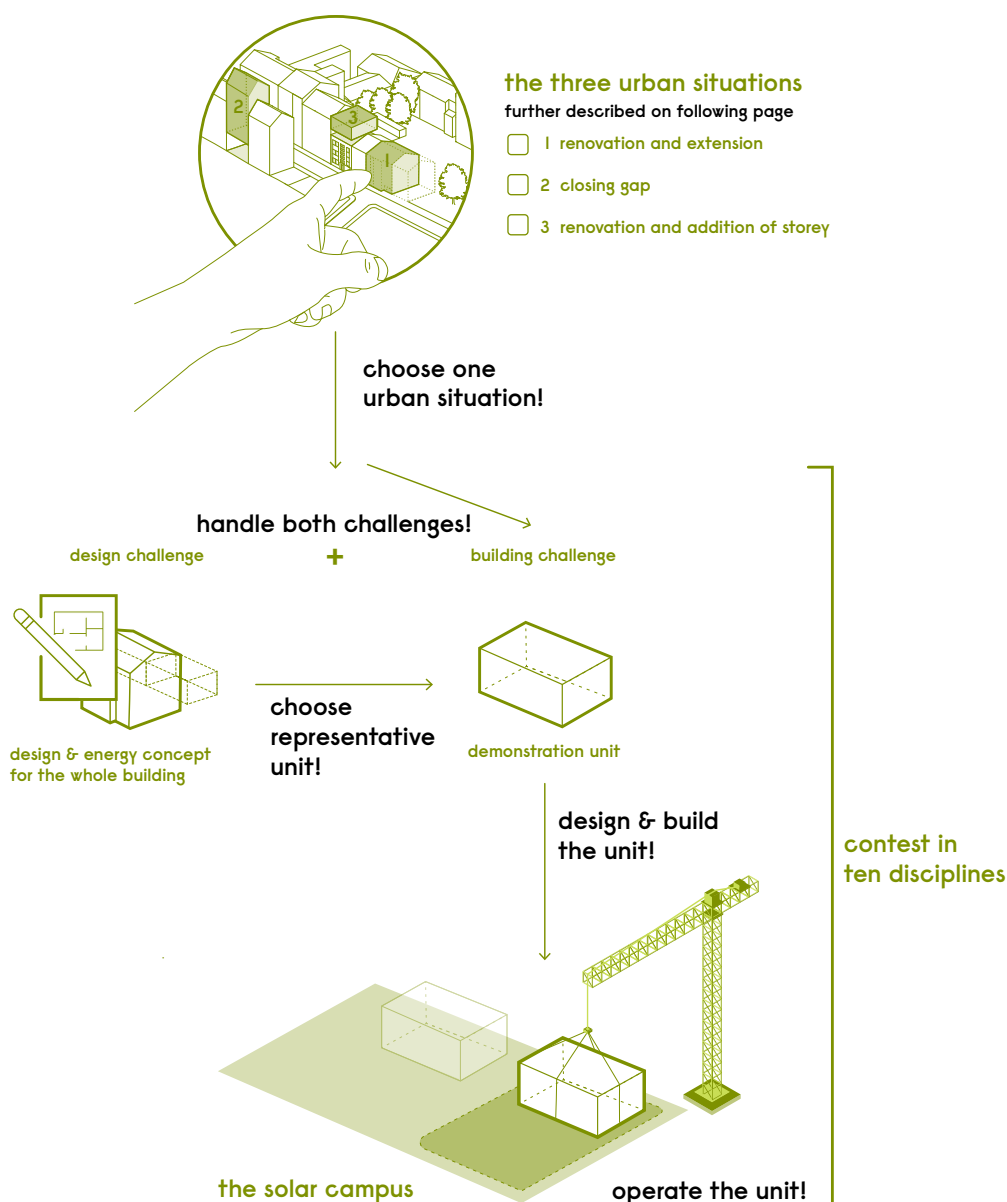 the three urban situations
further described on following page
1 renovation and extension
2 closing gap
3 renovation and addition of storey
2
3
1
choose one
urban situation!
handle both challenges!
design challenge
+
building challenge
choose
representative
unit!
design & energy concept
for the whole building
demonstration unit
design & build
the unit!
contest in
ten disciplines
the solar campus
operate the unit!